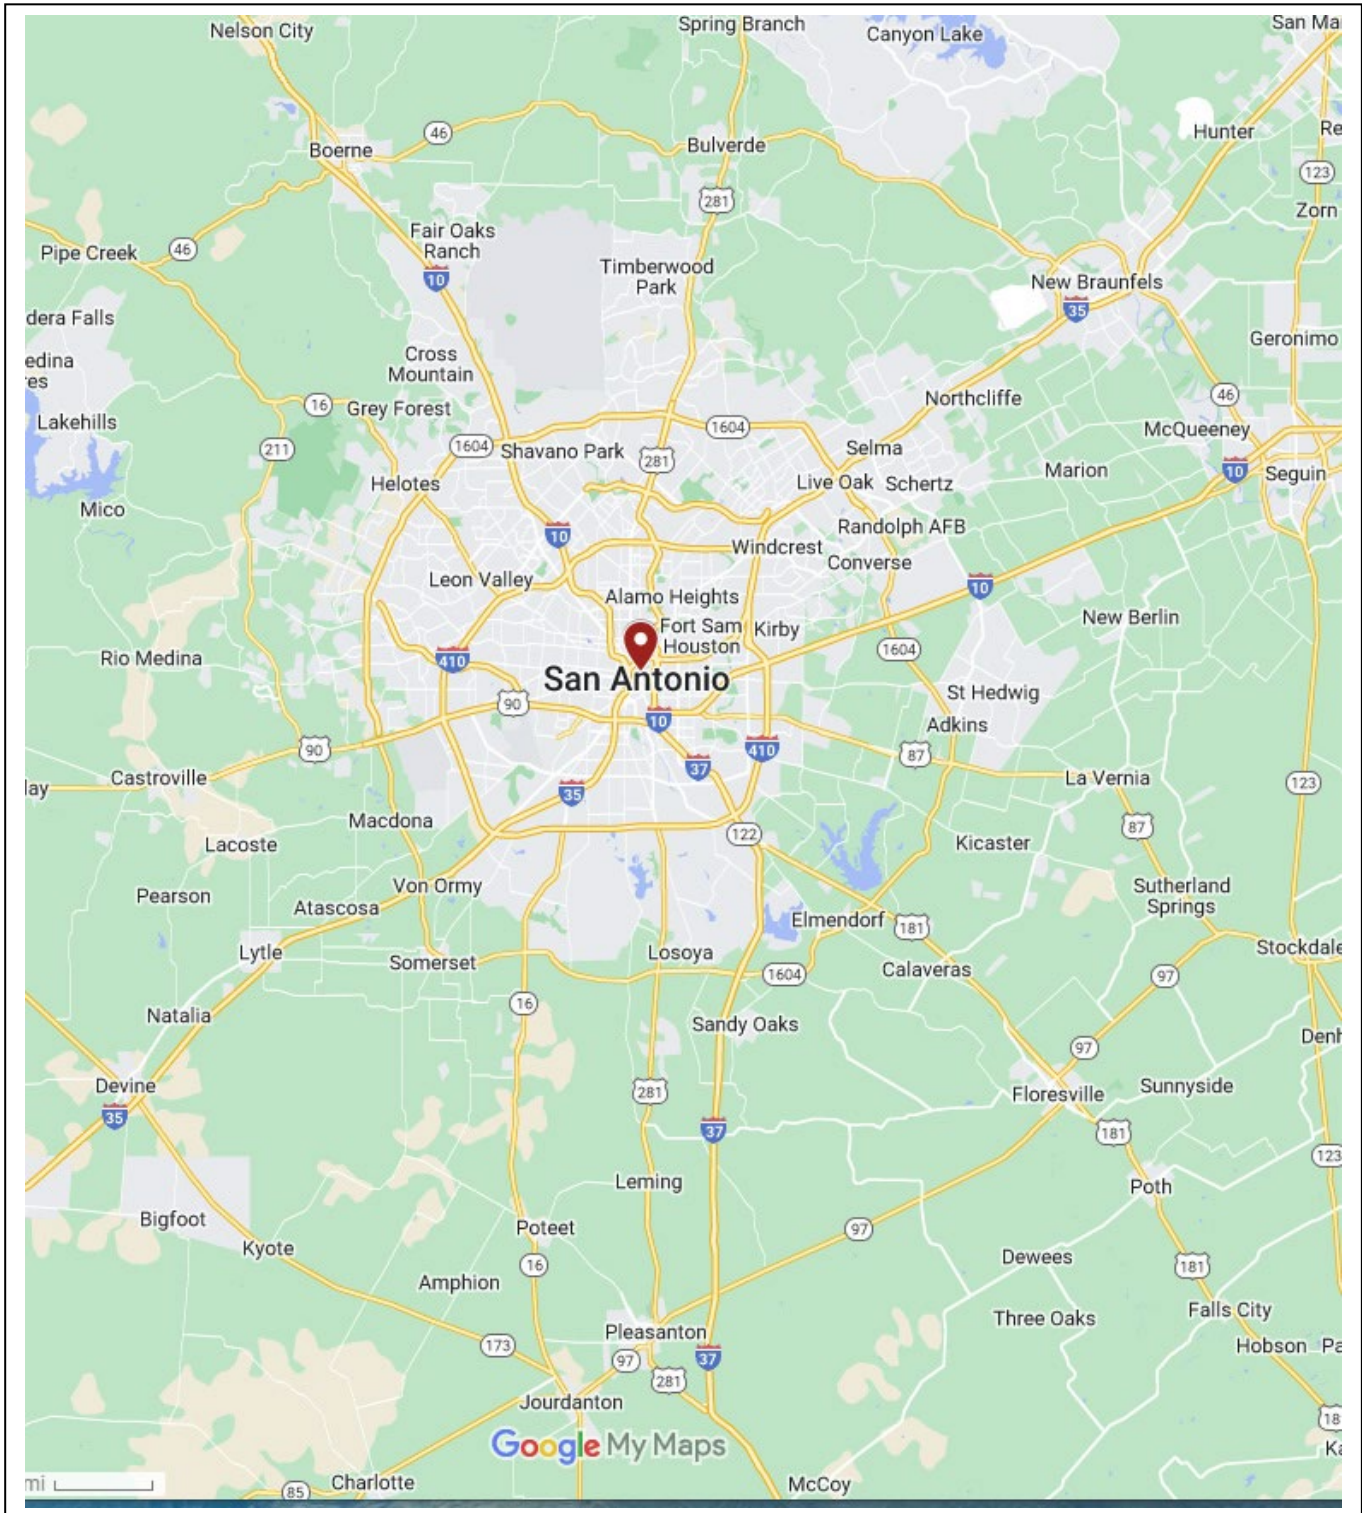 Nelson City
Spring Branch
Canyon Lake
San Ma
46
Boerne
Bulverde
Hunter
Re
123
281
Zorn
Fair Oaks
Ranch
Pipe Creek
46
10
Timberwood
Park
New Braunfels
35
dera Falls
Geronimo
edina
res
Cross
Mountain
16
Grey Forest
Northcliffe
46
Lakehills
211
1604
Shavano Park
281
1604
Selma
McQueeney
10
Seguin
Marion
Helotes
Live Oak
Schertz
Mico
Randolph AFB
10
Windcrest
Converse
Leon Valley
Alamo Heights
10
Fort Sam
Houston
Kirby
New Berlin
Rio Medina
410
San Antonio
1604
90
St Hedwig
10
Adkins
90
410
87
37
Castroville
lay
35
La Vernia
123
Macdona
122
87
Lacoste
Kicaster
Von Ormy
Pearson
Atascosa
Sutherland
Springs
Elmendorf
181
Lytle
Somerset
Losoya
Stockdale
1604
Calaveras
97
16
Natalia
Sandy Oaks
Denh
97
Devine
281
Floresville
Sunnyside
35
37
181
123
Leming
Poth
Bigfoot
Poteet
97
Kyote
16
Dewees
181
Amphion
Three Oaks
Falls City
Pleasanton
173
97
37
Hobson
Pa
281
Jourdanton
18
Google My Maps
Ka
mi
85
Charlotte
McCoy